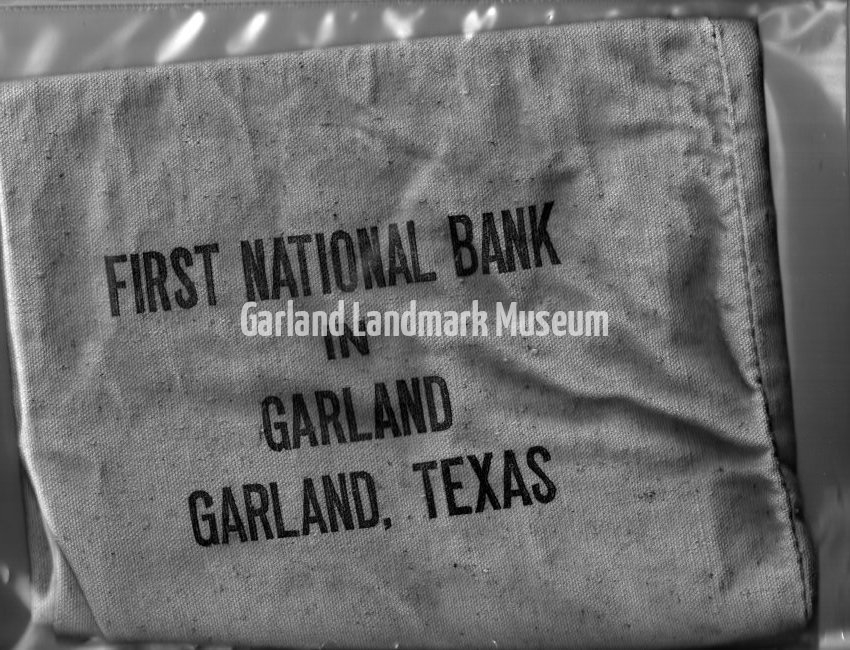 FIRST NATIONAL BANK
Garland Landmark Museum
IN
GARLAND
GARLAND, TEXAS